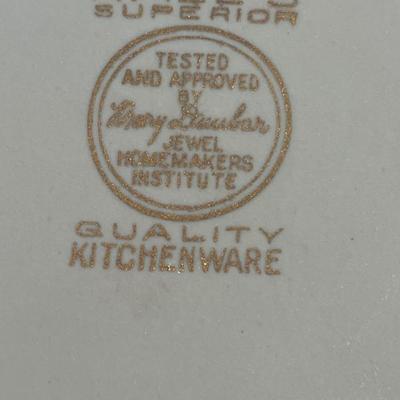 SUPERIOR
TESTED
AND APPROVED
BY
Mary Dunbar
JEWEL
HOMEMAKERS
INSTITUTE
QUALITY
KITCHENWARE